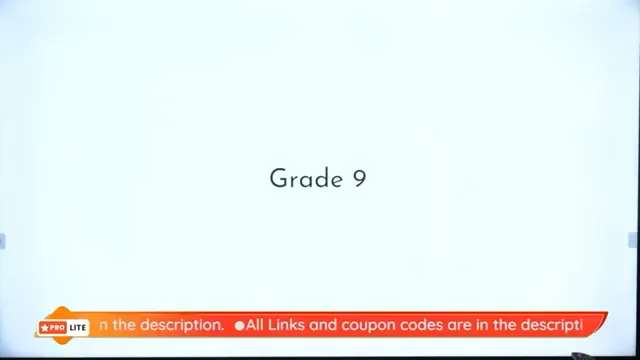 Grade 9
PRO LITE n the description. ●All Links and coupon codes are in the descripti